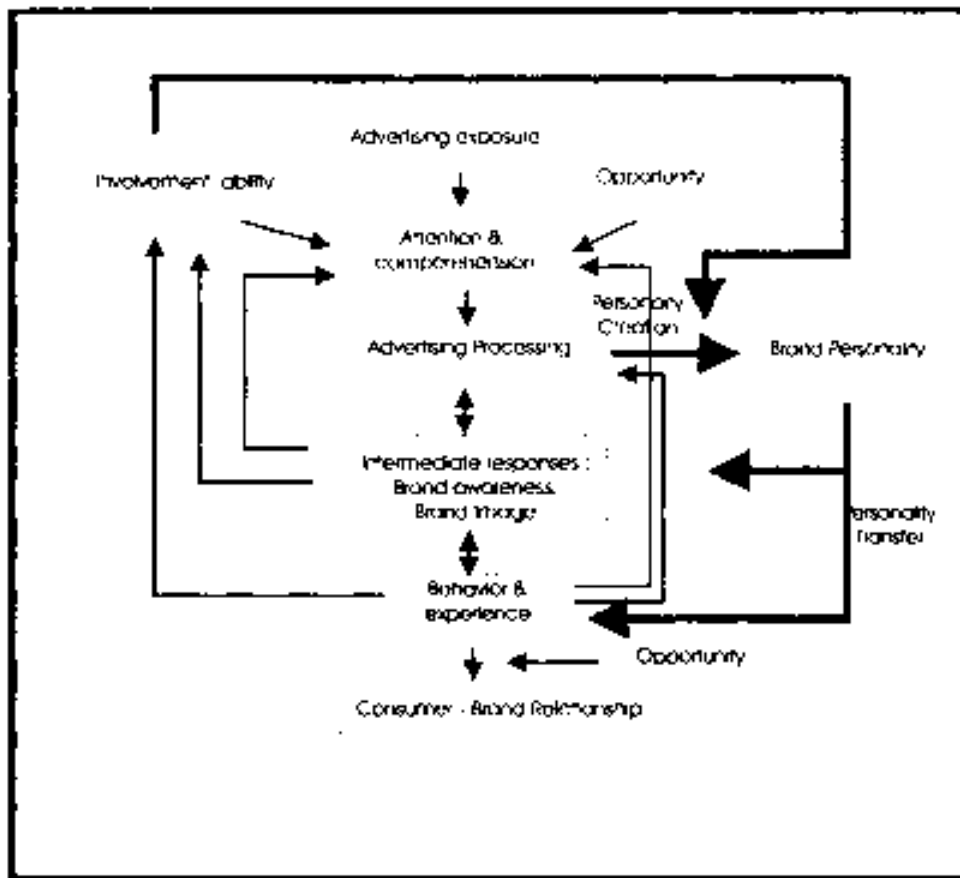 Advertising exposure
Involvement ability
Opportunity
Attention &
comprehension
Personality
Creation
Advertising Processing
Brand Personality
Intermediate responses :
Brand awareness
Brand Image
Personality
Transfer
Behavior &
experience
Opportunity
Consumer - Brand Relationship